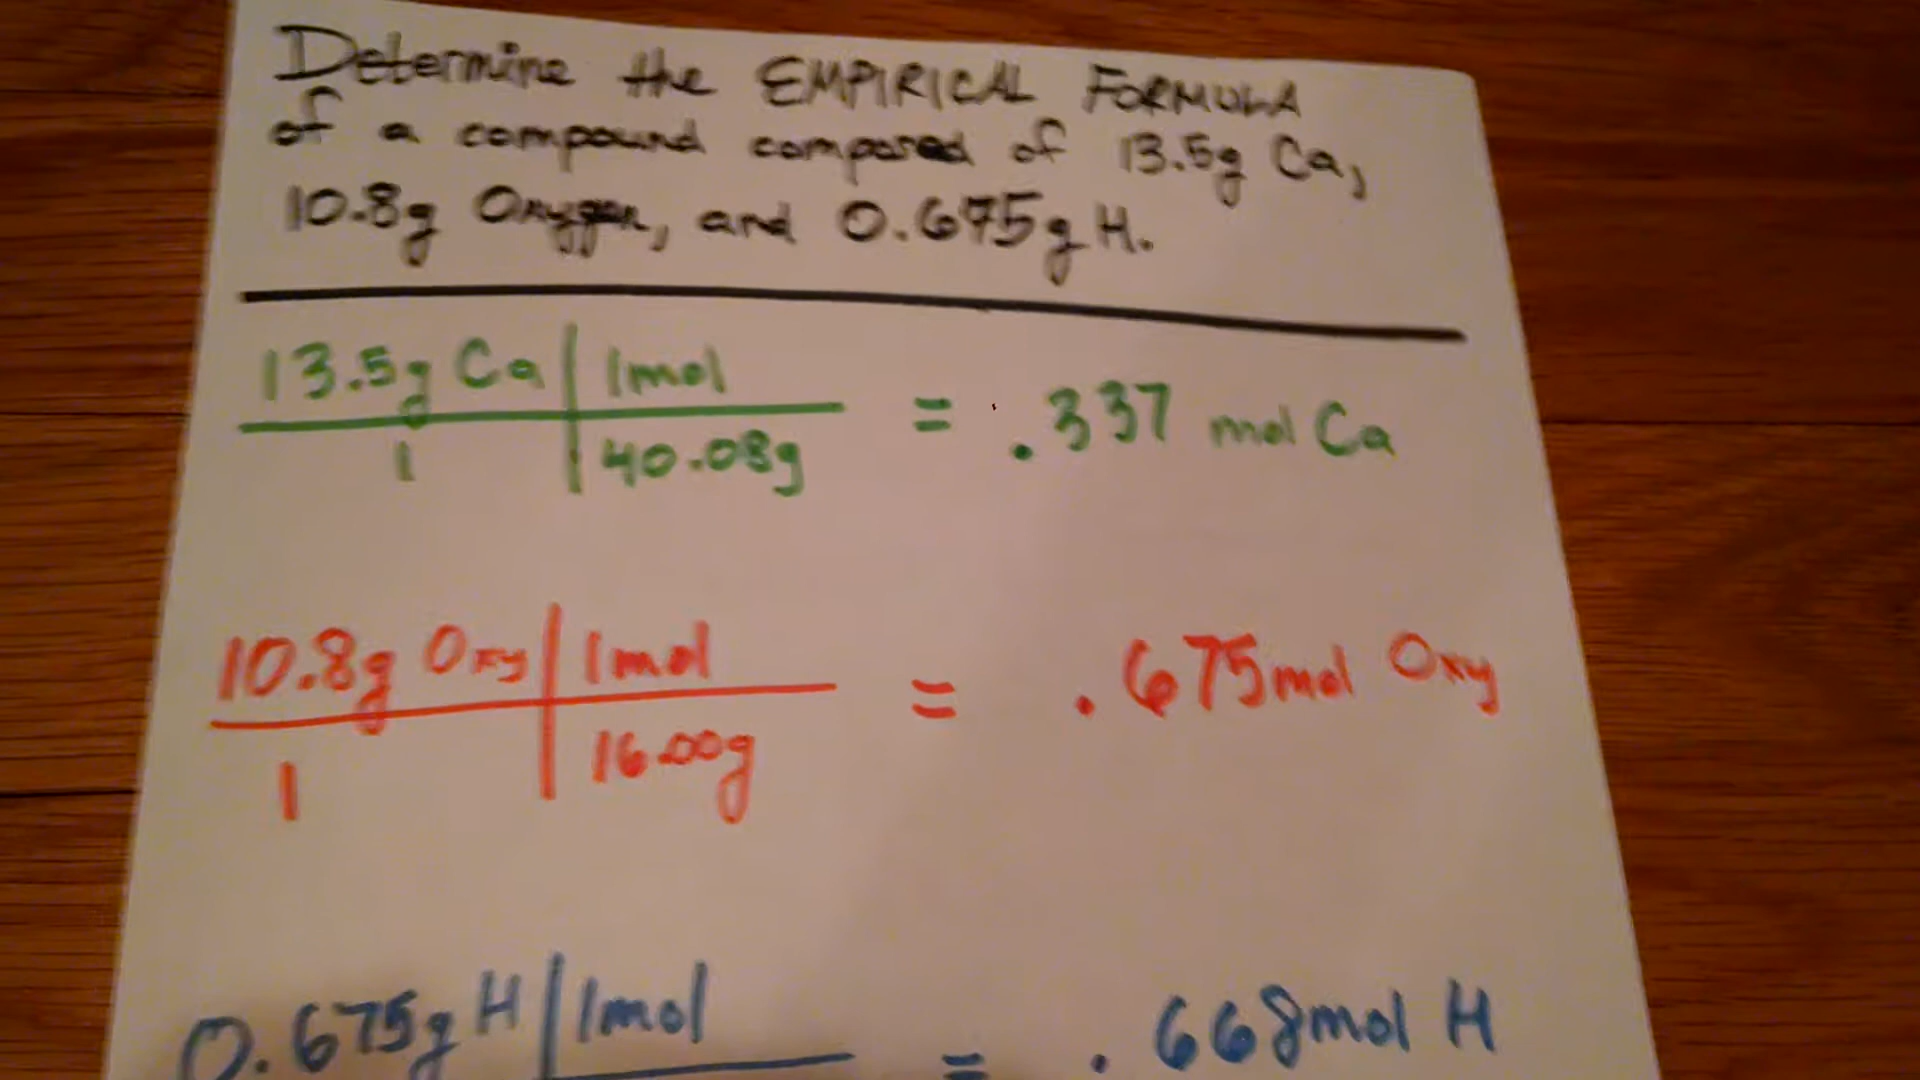 Determine the EMPIRICAL FORMULA
of a compound composed of 13.5g Ca,
10.8g Oxygen, and 0.675g H.
13.5g Ca | 1mol
1 | 40.08g
= .337 mol Ca
10.8g Oxy | 1mol
1 | 16.00g
= .675mol Oxy
0.675g H | 1mol
= .668mol H